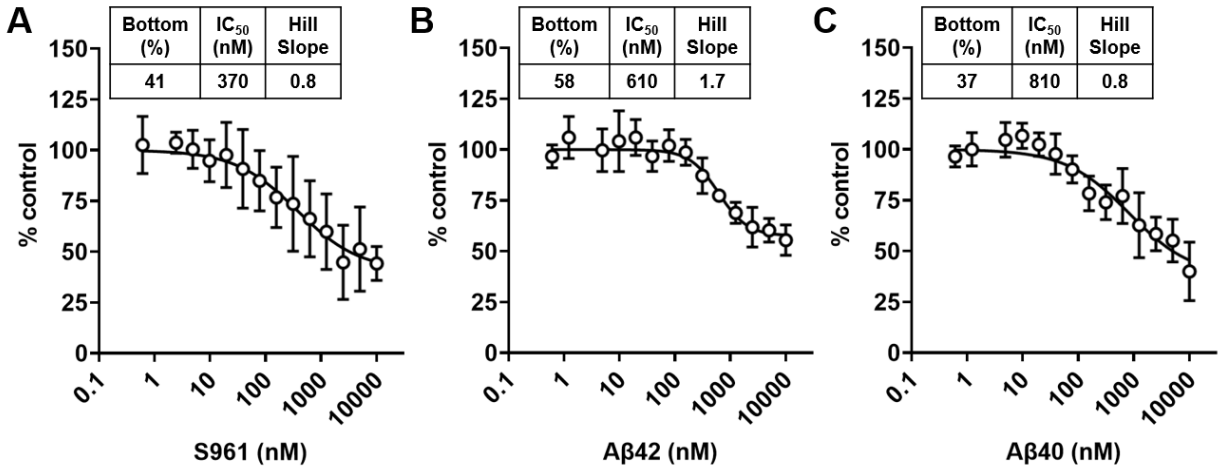 A
Bottom (%) IC50 (nM) Hill Slope
41 370 0.8
% control
150
125
100
75
50
25
0
0.1 1 10 100 1000 10000
S961 (nM)
B
Bottom (%) IC50 (nM) Hill Slope
58 610 1.7
% control
150
125
100
75
50
25
0
0.1 1 10 100 1000 10000
Aβ42 (nM)
C
Bottom (%) IC50 (nM) Hill Slope
37 810 0.8
% control
150
125
100
75
50
25
0
0.1 1 10 100 1000 10000
Aβ40 (nM)